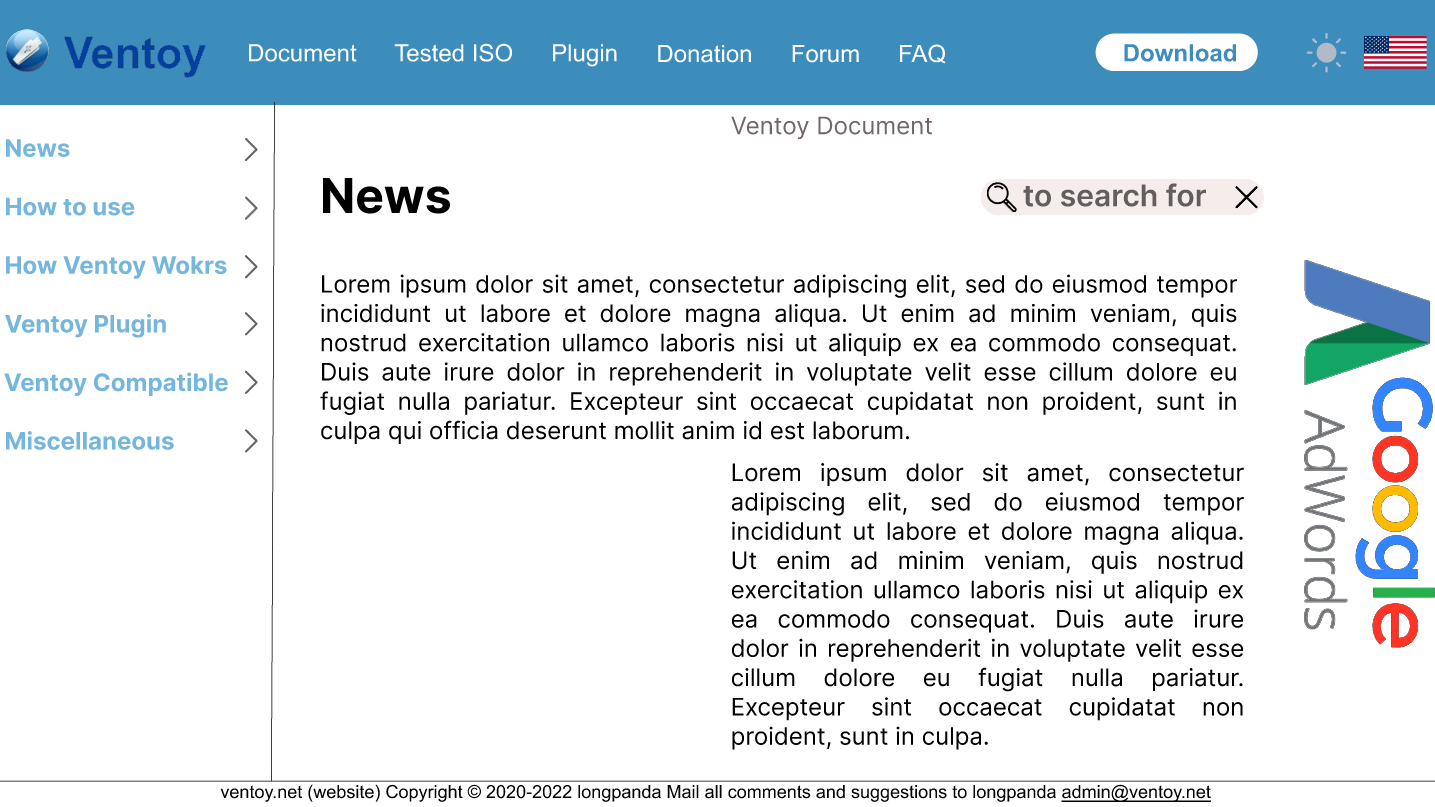 Ventoy
Document
Tested ISO
Plugin
Donation
Forum
FAQ
Download
News
How to use
How Ventoy Wokrs
Ventoy Plugin
Ventoy Compatible
Miscellaneous
Ventoy Document
News
to search for
Lorem ipsum dolor sit amet, consectetur adipiscing elit, sed do eiusmod tempor
incididunt ut labore et dolore magna aliqua. Ut enim ad minim veniam, quis
nostrud exercitation ullamco laboris nisi ut aliquip ex ea commodo consequat.
Duis aute irure dolor in reprehenderit in voluptate velit esse cillum dolore eu
fugiat nulla pariatur. Excepteur sint occaecat cupidatat non proident, sunt in
culpa qui officia deserunt mollit anim id est laborum.
Lorem ipsum dolor sit amet, consectetur
adipiscing elit, sed do eiusmod tempor
incididunt ut labore et dolore magna aliqua.
Ut enim ad minim veniam, quis nostrud
exercitation ullamco laboris nisi ut aliquip ex
ea commodo consequat. Duis aute irure
dolor in reprehenderit in voluptate velit esse
cillum dolore eu fugiat nulla pariatur.
Excepteur sint occaecat cupidatat non
proident, sunt in culpa.
Google
AdWords
ventoy.net (website) Copyright © 2020-2022 longpanda Mail all comments and suggestions to longpanda admin@ventoy.net